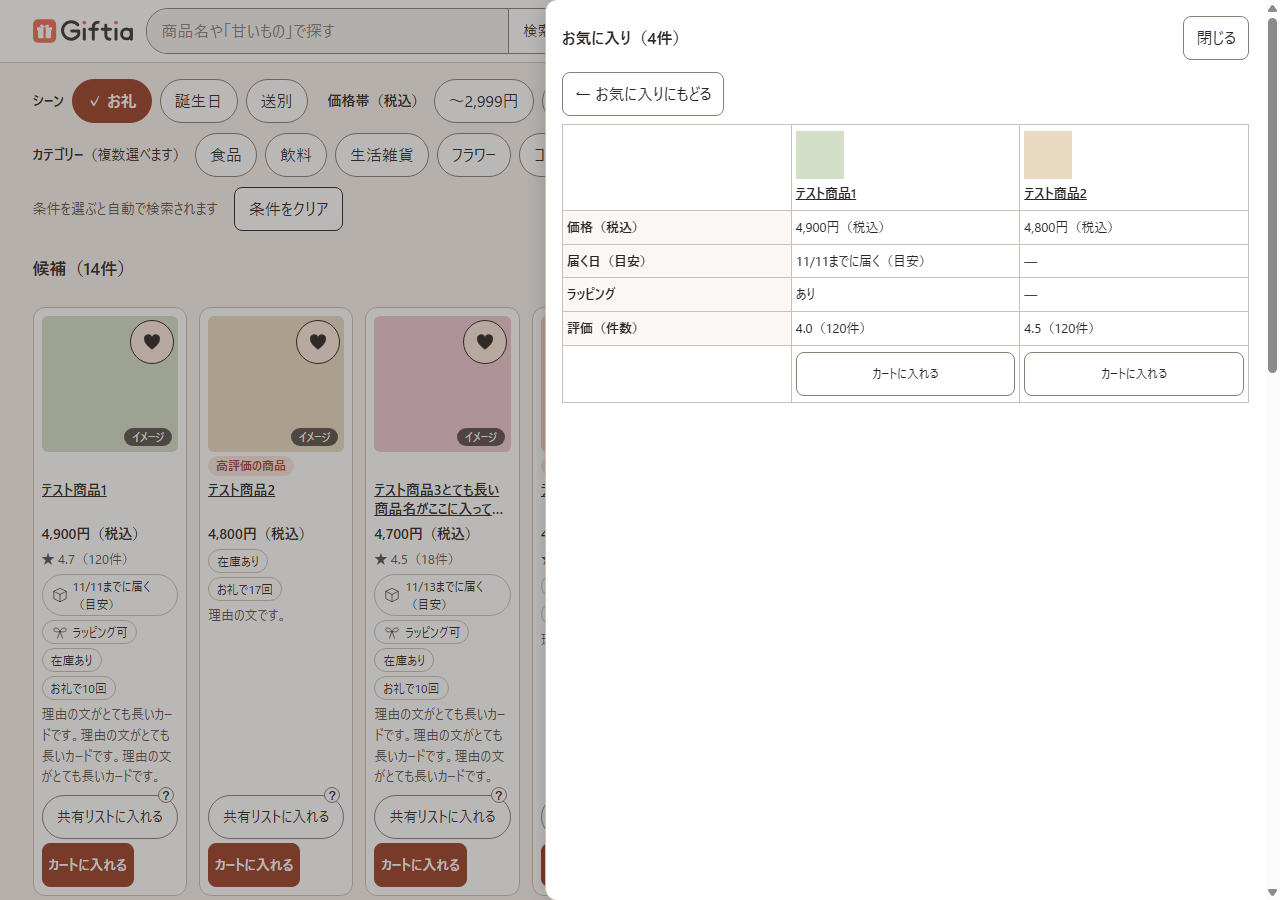 Giftia
商品名や「甘いもの」で探す
検索
シーン
✓ お礼
誕生日
送別
価格帯（税込）
～2,999円
カテゴリー（複数選べます）
食品
飲料
生活雑貨
フラワー
条件を選ぶと自動で検索されます
条件をクリア
候補（14件）
イメージ
テスト商品1
4,900円（税込）
★ 4.7（120件）
11/11までに届く
（目安）
ラッピング可
在庫あり
お礼で10回
理由の文がとても長いカー
ドです。理由の文がとても
長いカードです。理由の文
がとても長いカードです。
?
共有リストに入れる
カートに入れる
イメージ
高評価の商品
テスト商品2
4,800円（税込）
在庫あり
お礼で17回
理由の文です。
?
共有リストに入れる
カートに入れる
イメージ
テスト商品3とても長い
商品名がここに入って...
4,700円（税込）
★ 4.5（18件）
11/13までに届く
（目安）
ラッピング可
在庫あり
お礼で10回
理由の文がとても長いカー
ドです。理由の文がとても
長いカードです。理由の文
がとても長いカードです。
?
共有リストに入れる
カートに入れる
お気に入り（4件）
閉じる
← お気に入りにもどる
テスト商品1
テスト商品2
価格（税込）
4,900円（税込）
4,800円（税込）
届く日（目安）
11/11までに届く（目安）
—
ラッピング
あり
—
評価（件数）
4.0（120件）
4.5（120件）
カートに入れる
カートに入れる